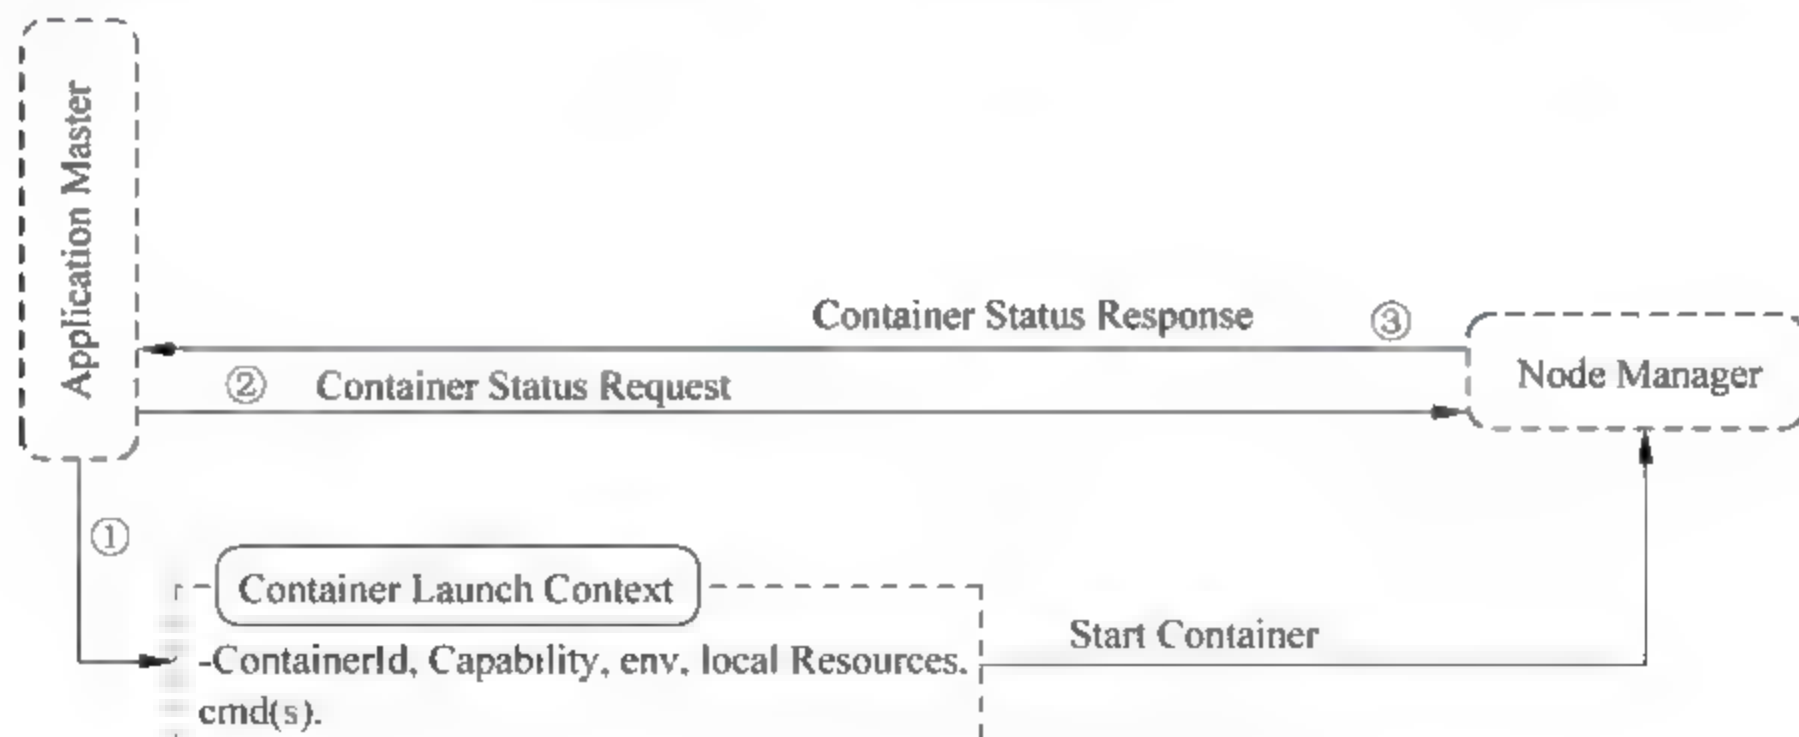 Application Master
Container Status Response ③
② Container Status Request
Node Manager
①
Container Launch Context
-ContainerId, Capability, env, local Resources.
cmd(s).
Start Container